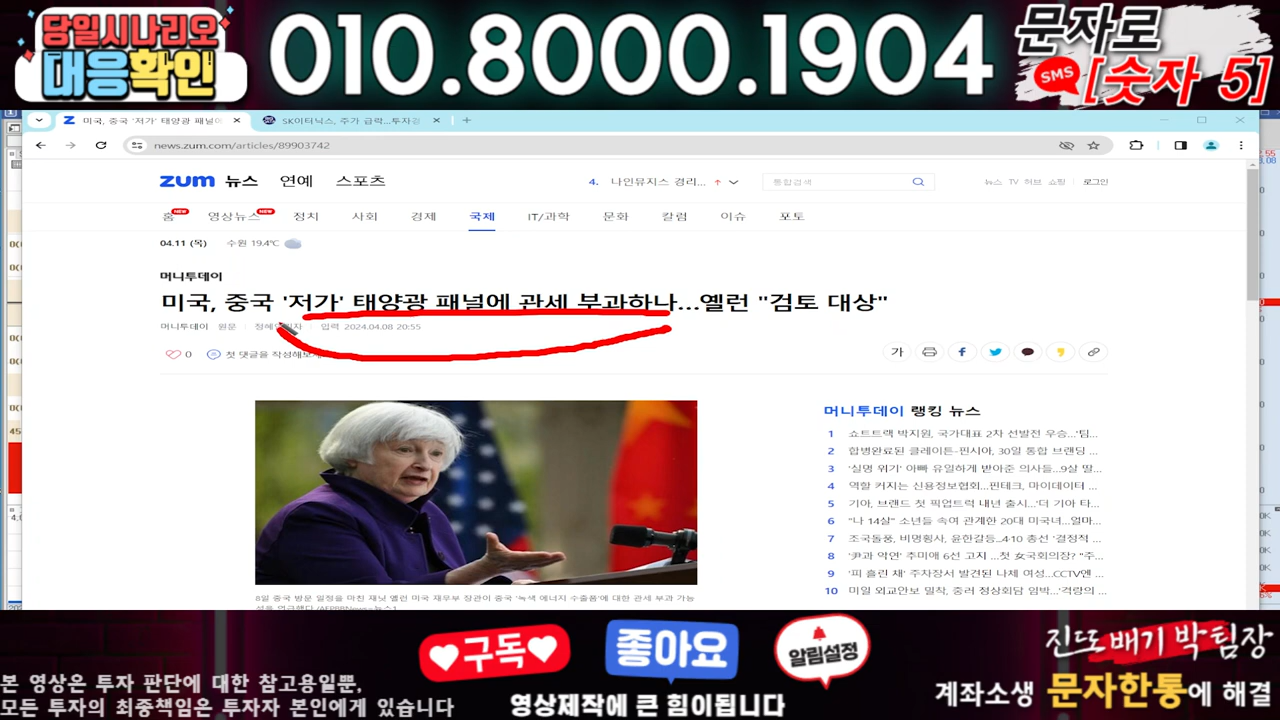 당일시나리오
대응확인
010.8000.1904
문자로
SMS
[숫자 5]
미국, 중국 '저가' 태양광 패널에
SK이터닉스, 주가 급락...투자경
news.zum.com/articles/89903742
zum 뉴스 연예 스포츠
4. 나인뮤지스 경리...
통합검색
뉴스 TV 허브 쇼핑 로그인
홈 NEW 영상뉴스 NEW 정치 사회 경제 국제 IT/과학 문화 칼럼 이슈 포토
04.11 (목) 수원 19.4℃
머니투데이
미국, 중국 '저가' 태양광 패널에 관세 부과하나...옐런 "검토 대상"
머니투데이 원문 입력 2024.04.08 20:55
0 첫 댓글을 작성해보세
가
머니투데이 랭킹 뉴스
1 쇼트트랙 박지원, 국가대표 2차 선발전 우승..."팀...
2 합병완료된 클레이튼-핀시아, 30일 통합 브랜딩 ...
3 '실명 위기' 아빠 유일하게 받아준 의사들...9살 딸...
4 역할 커지는 신용정보협회...핀테크, 마이데이터 ...
5 기아, 브랜드 첫 픽업트럭 내년 출시..."더 기아 타...
6 "나 14살" 소년들 속여 관계한 20대 미국녀...얼마...
7 조국돌풍, 비명횡사, 윤한갈등..4·10 총선 '결정적 ...
8 '尹과 악연' 추미애 6선 고지 ...첫 女국회의장? "주...
9 '피 흘린 채' 주차장서 발견된 나체 여성...CCTV엔 ...
10 미일 외교안보 밀착, 중러 정상회담 임박..."격랑의 ...
8일 중국 방문 일정을 마친 재닛 옐런 미국 재무부 장관이 중국 '녹색 에너지 수출품'에 대한 관세 부과 가능
성을 언급했다./AFPBBNews=뉴스1
구독
좋아요
알림설정
영상제작에 큰 힘이됩니다
본 영상은 투자 판단에 대한 참고용일뿐,
모든 투자의 최종책임은 투자자 본인에게 있습니다
진또배기 박팀장
계좌소생 문자한통에 해결